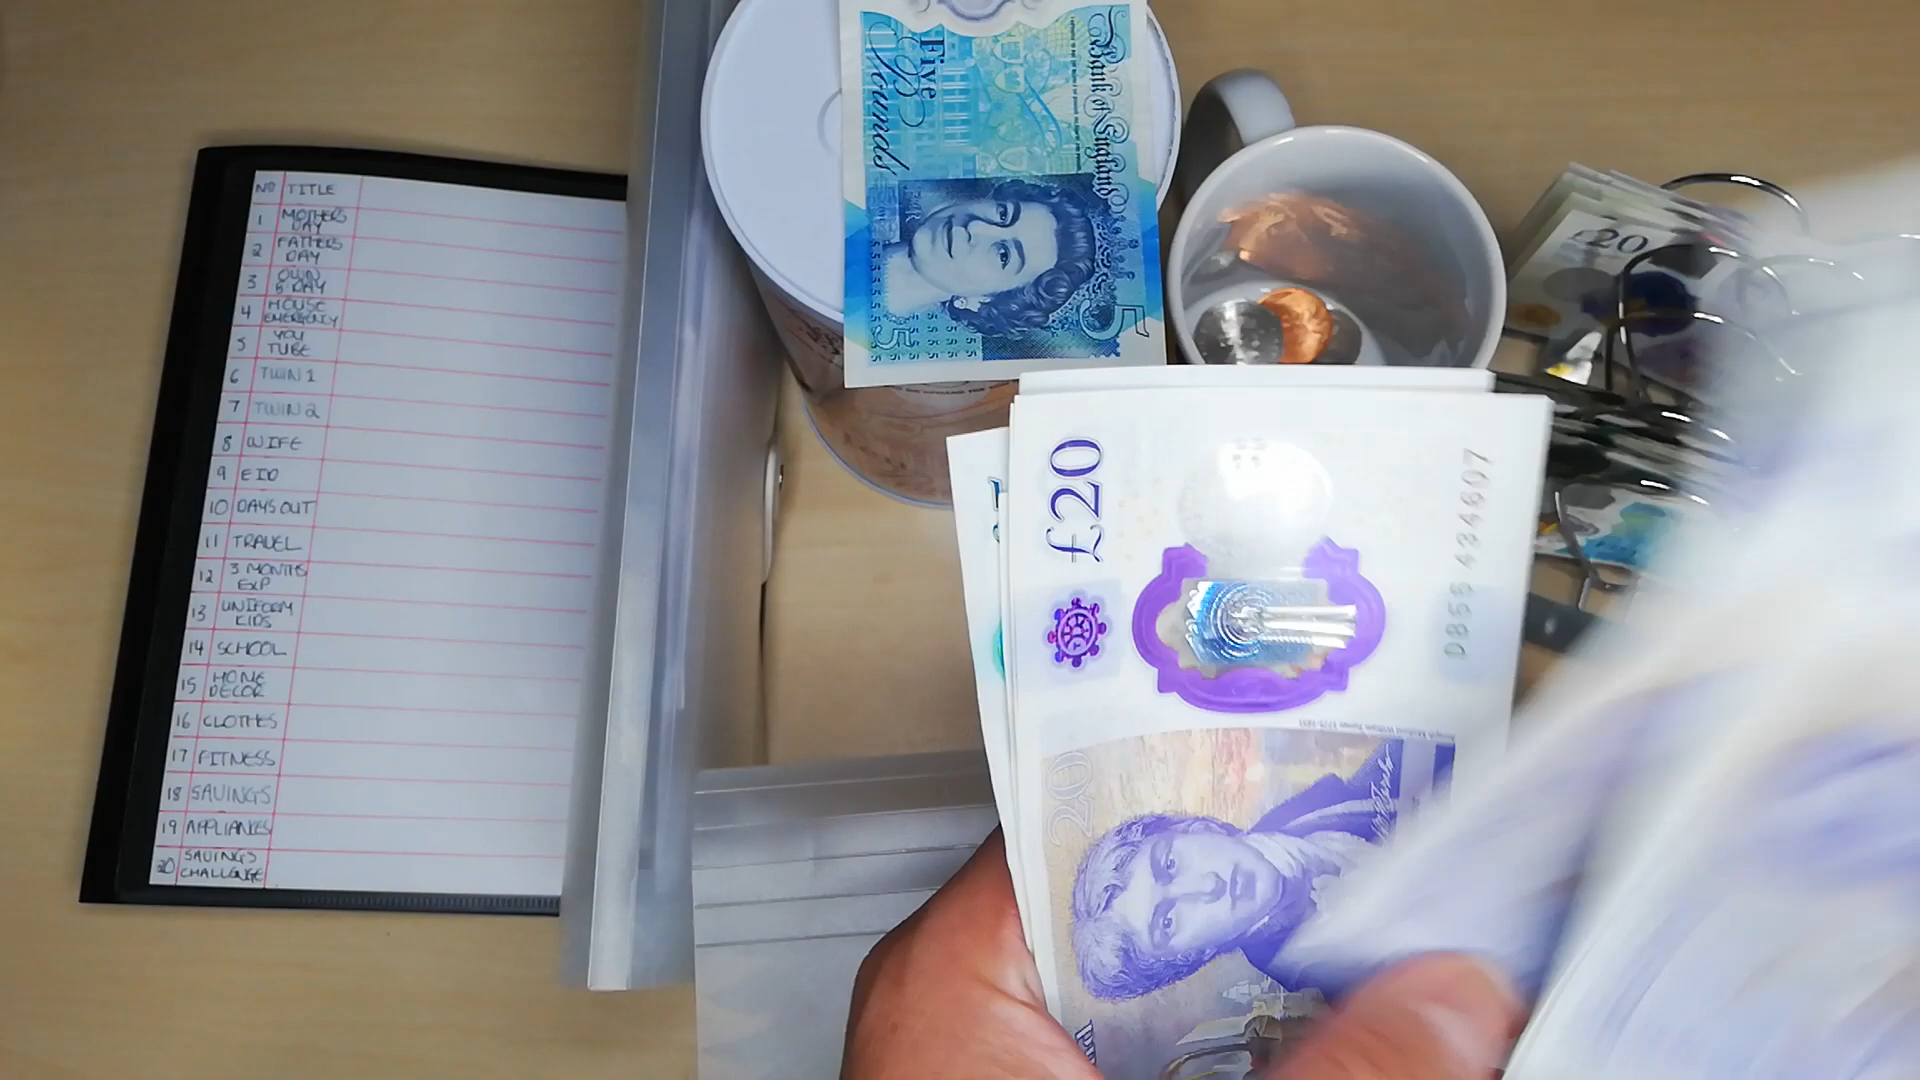 NO TITLE
1 MOTHERS
DAY
2 FATHERS
DAY
3 OWN
B DAY
4 HOUSE
EMERGENCY
5 YOU
TUBE
6 TWIN 1
7 TWIN 2
8 WIFE
9 EID
10 DAYS OUT
11 TRAVEL
12 3 MONTHS
EXP
13 UNIFORM
KIDS
14 SCHOOL
15 HOME
DECOR
16 CLOTHES
17 FITNESS
18 SAVINGS
19 APPLIANCES
20 SAVINGS
CHALLENGE
Bank of England
Five
Pounds
5
5
£20
£20
20